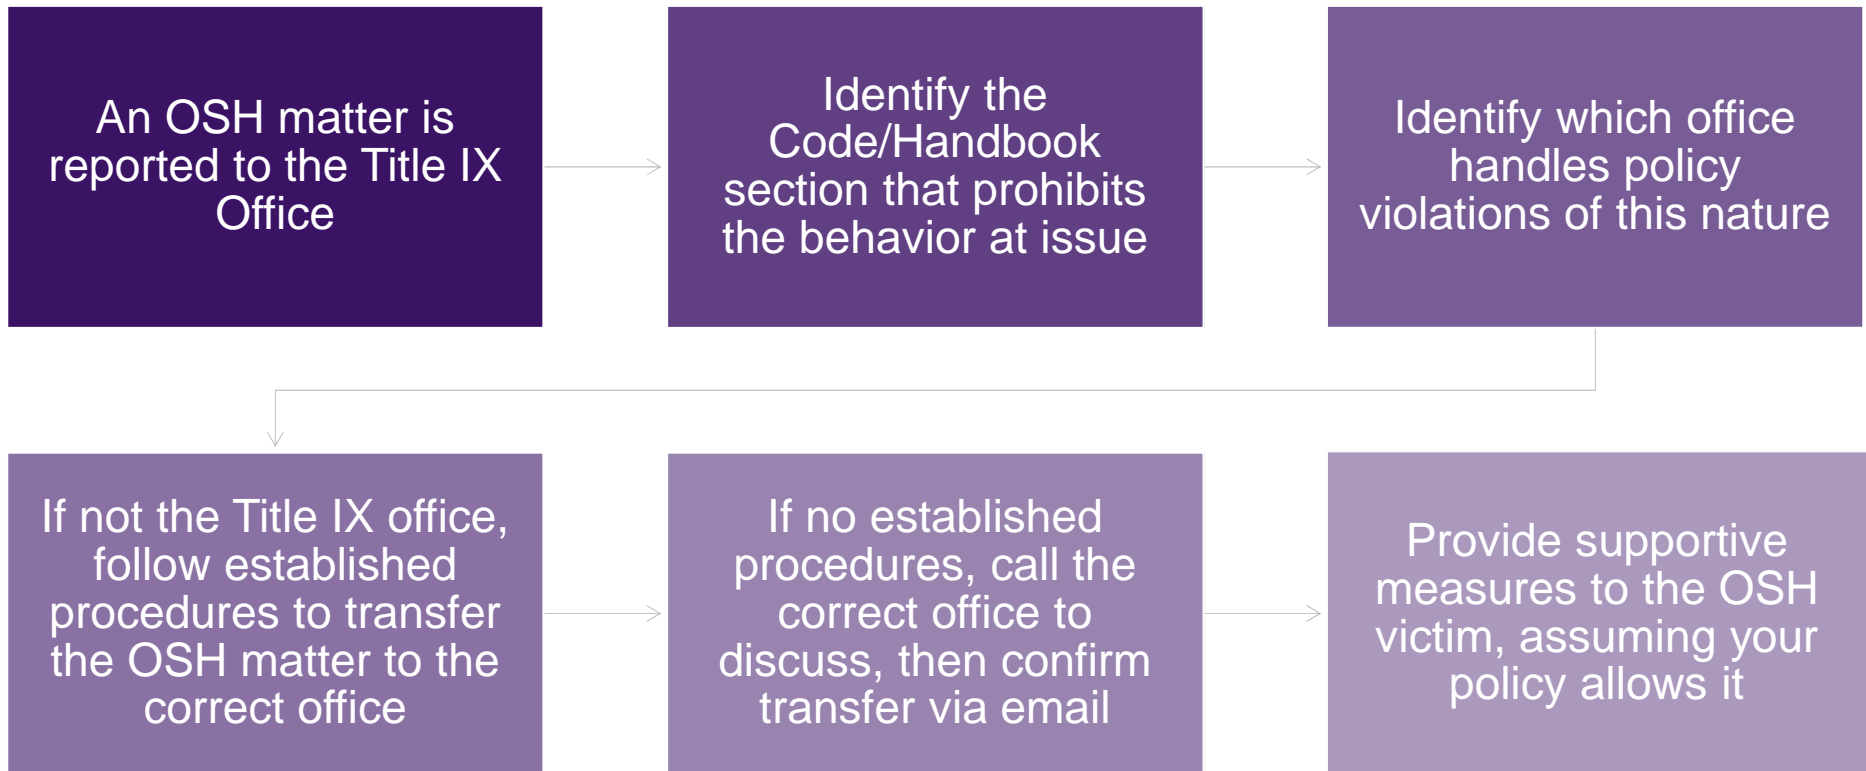 An OSH matter is
reported to the Title IX
Office
Identify the
Code/Handbook
section that prohibits
the behavior at issue
Identify which office
handles policy
violations of this nature
If not the Title IX office,
follow established
procedures to transfer
the OSH matter to the
correct office
If no established
procedures, call the
correct office to
discuss, then confirm
transfer via email
Provide supportive
measures to the OSH
victim, assuming your
policy allows it